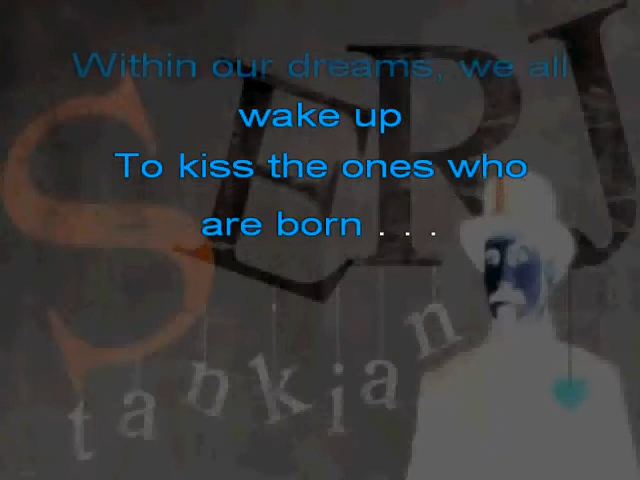 Within our dreams, we all
wake up
To kiss the ones who
are born . . .
SERJ
tankian